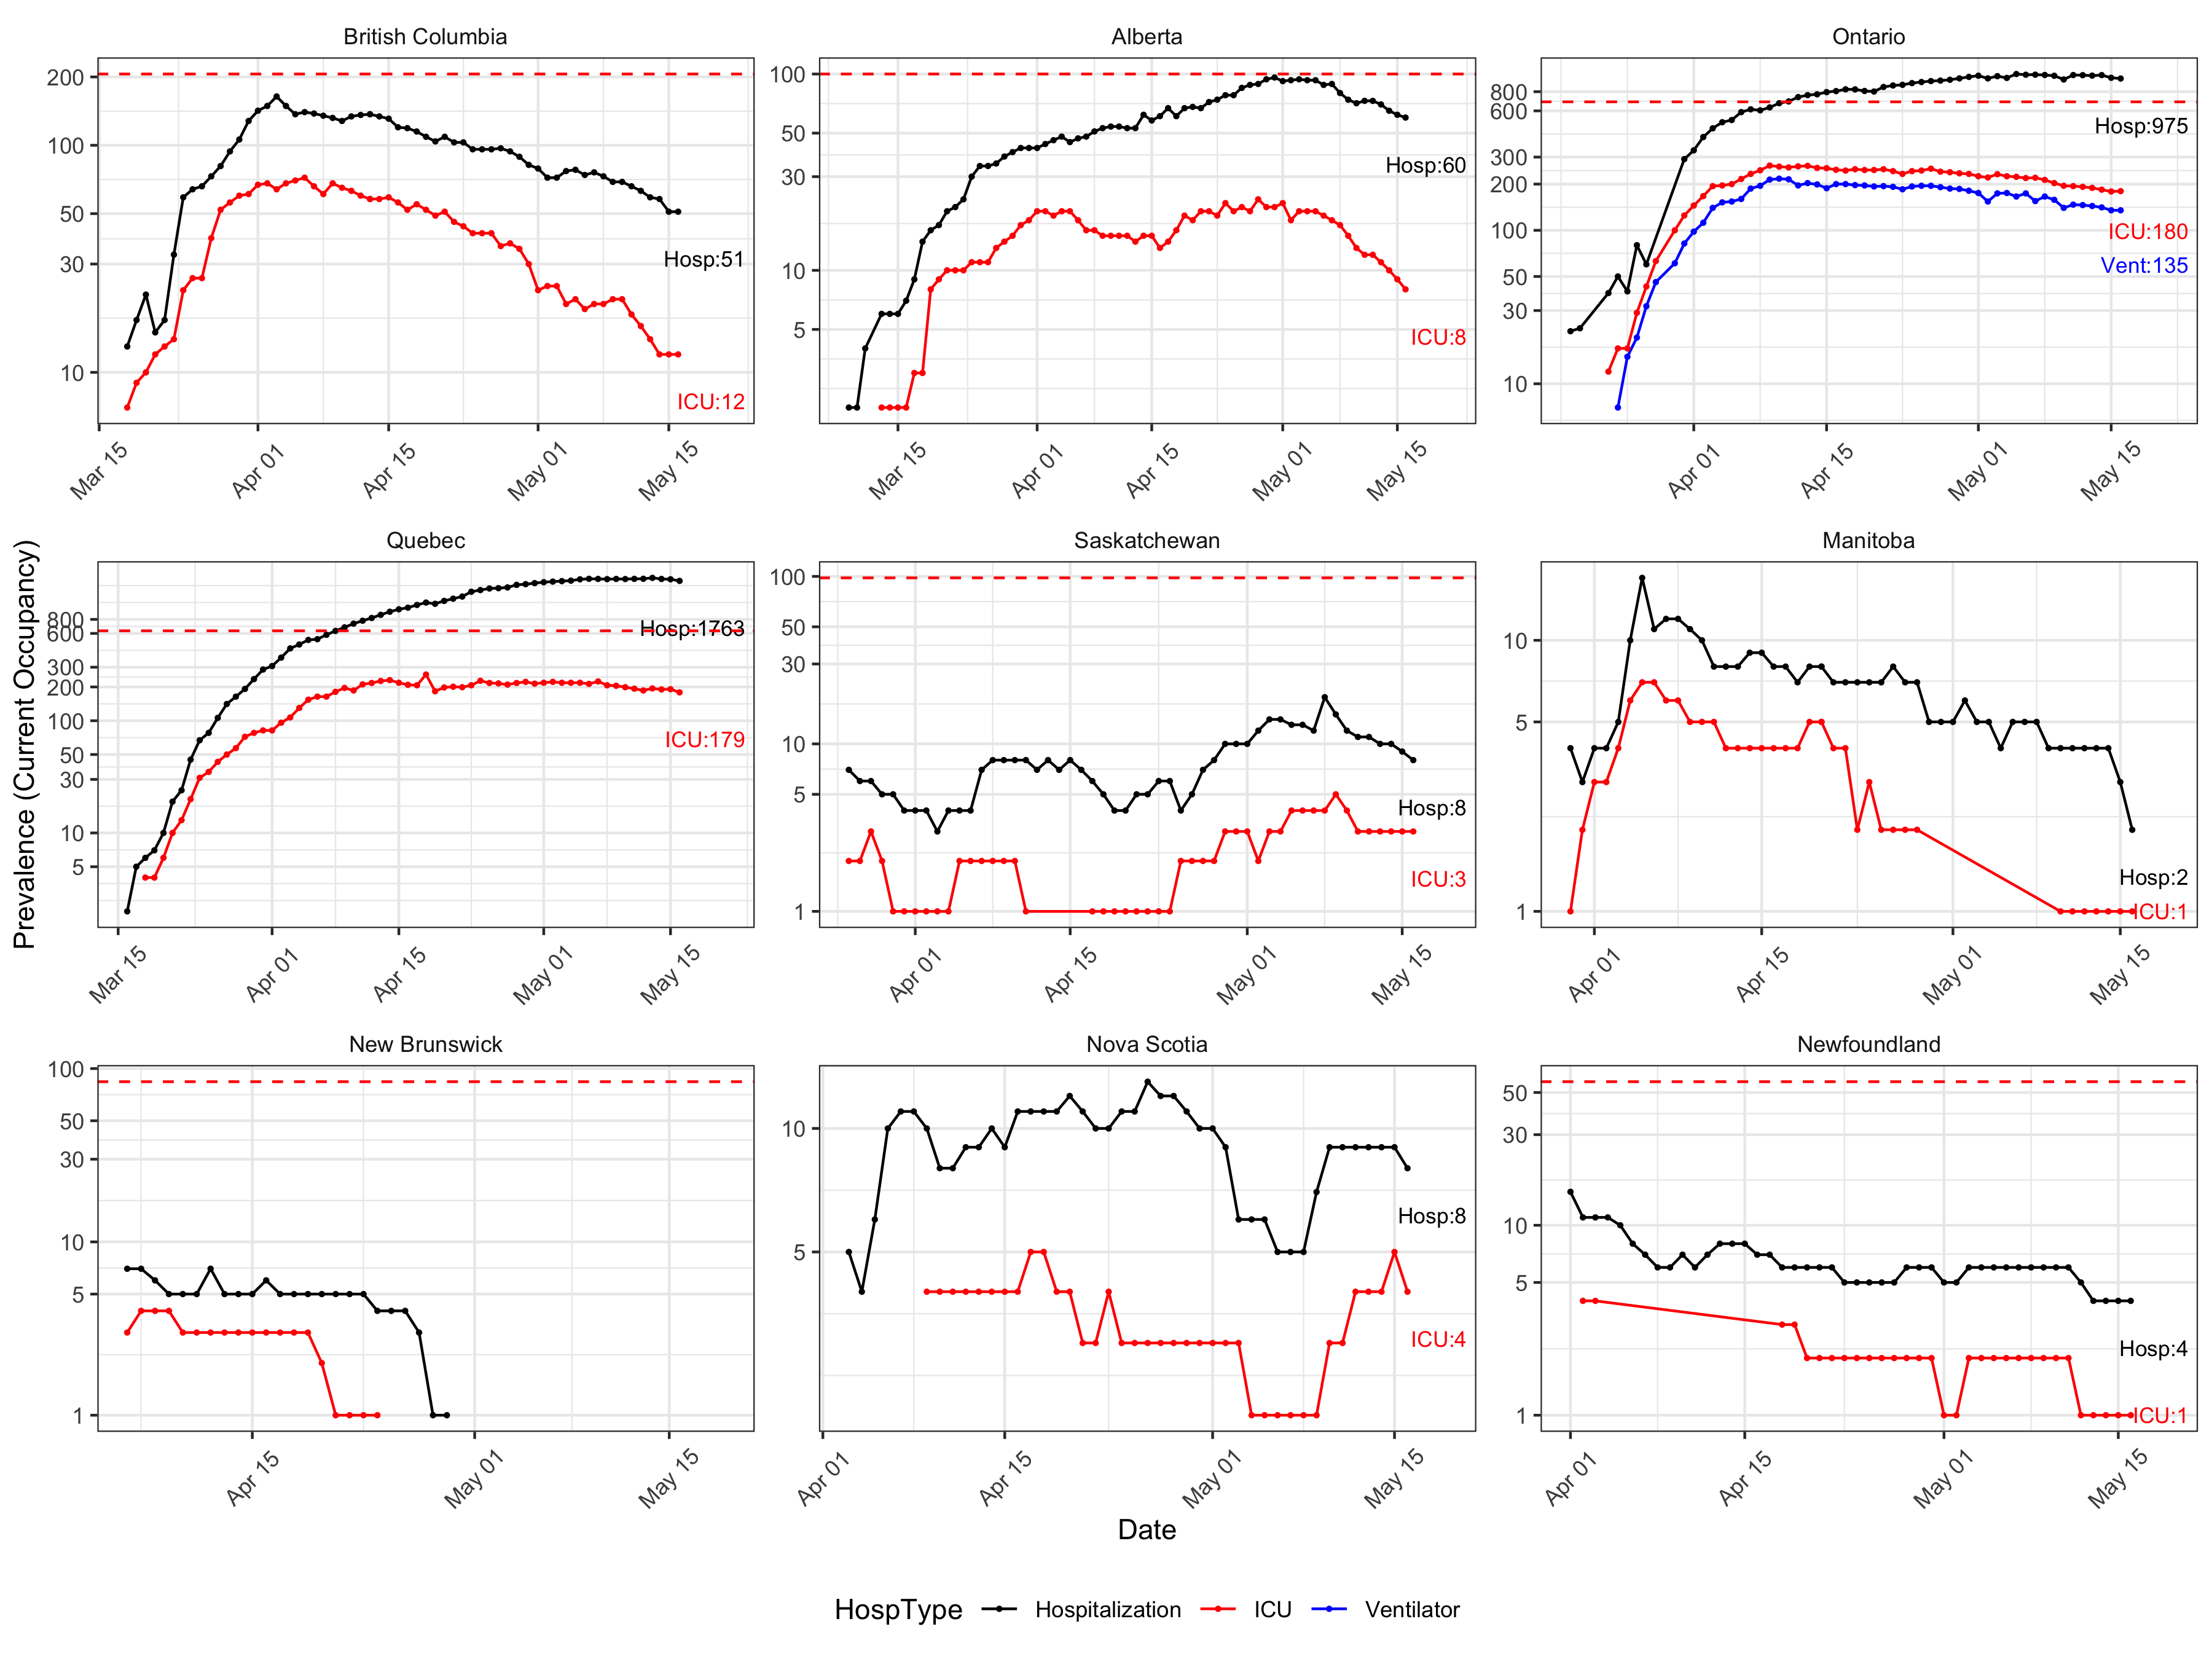 British Columbia
200
100
50
30
10
Hosp:51
ICU:12
Mar 15
Apr 01
Apr 15
May 01
May 15
Alberta
100
50
30
10
5
Hosp:60
ICU:8
Mar 15
Apr 01
Apr 15
May 01
May 15
Ontario
800
600
300
200
100
50
30
10
Hosp:975
ICU:180
Vent:135
Apr 01
Apr 15
May 01
May 15
Prevalence (Current Occupancy)
Quebec
800
600
300
200
100
50
30
10
5
Hosp:1763
ICU:179
Mar 15
Apr 01
Apr 15
May 01
May 15
Saskatchewan
100
50
30
10
5
1
Hosp:8
ICU:3
Apr 01
Apr 15
May 01
May 15
Manitoba
10
5
1
Hosp:2
ICU:1
Apr 01
Apr 15
May 01
May 15
New Brunswick
100
50
30
10
5
1
Apr 15
May 01
May 15
Nova Scotia
10
5
Hosp:8
ICU:4
Apr 01
Apr 15
May 01
May 15
Newfoundland
50
30
10
5
1
Hosp:4
ICU:1
Apr 01
Apr 15
May 01
May 15
Date
HospType Hospitalization ICU Ventilator